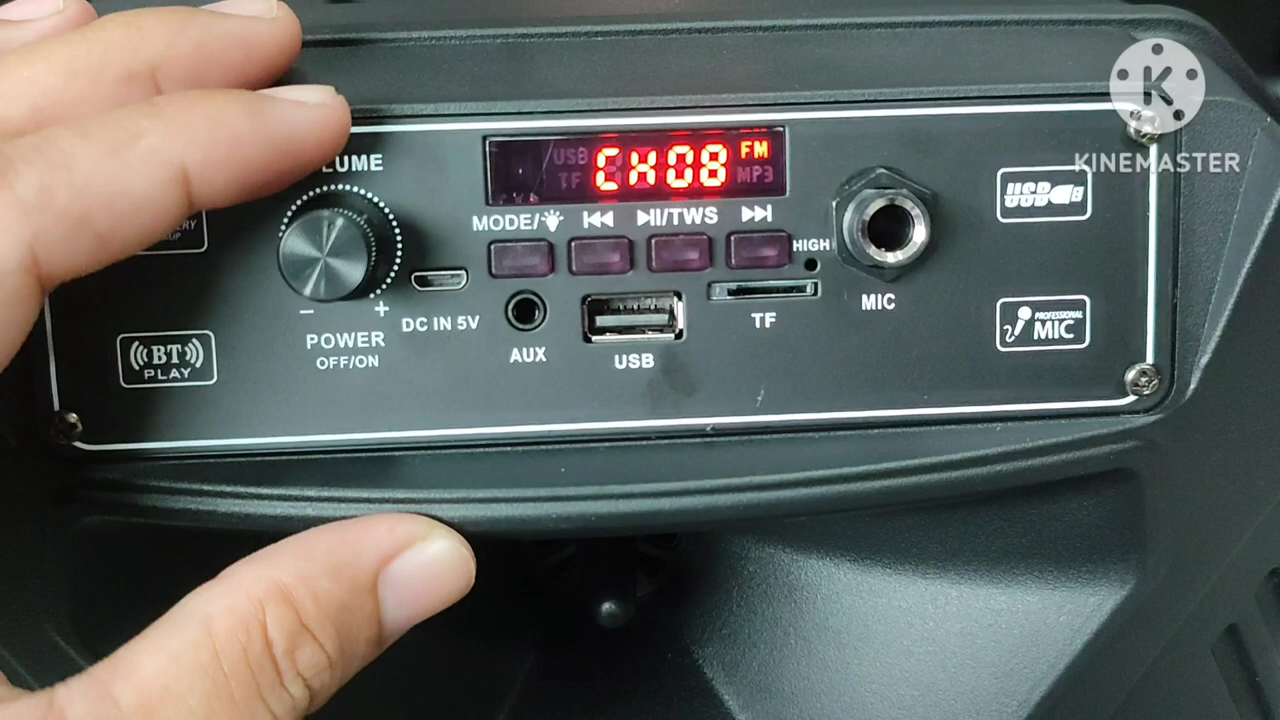 K
KINEMASTER
LUME
USB
TF
CH08
FM
MP3
MODE/
▶II/TWS
HIGH
USB
− +
DC IN 5V
POWER
OFF/ON
AUX
USB
TF
MIC
PROFESSIONAL
MIC
BT
PLAY